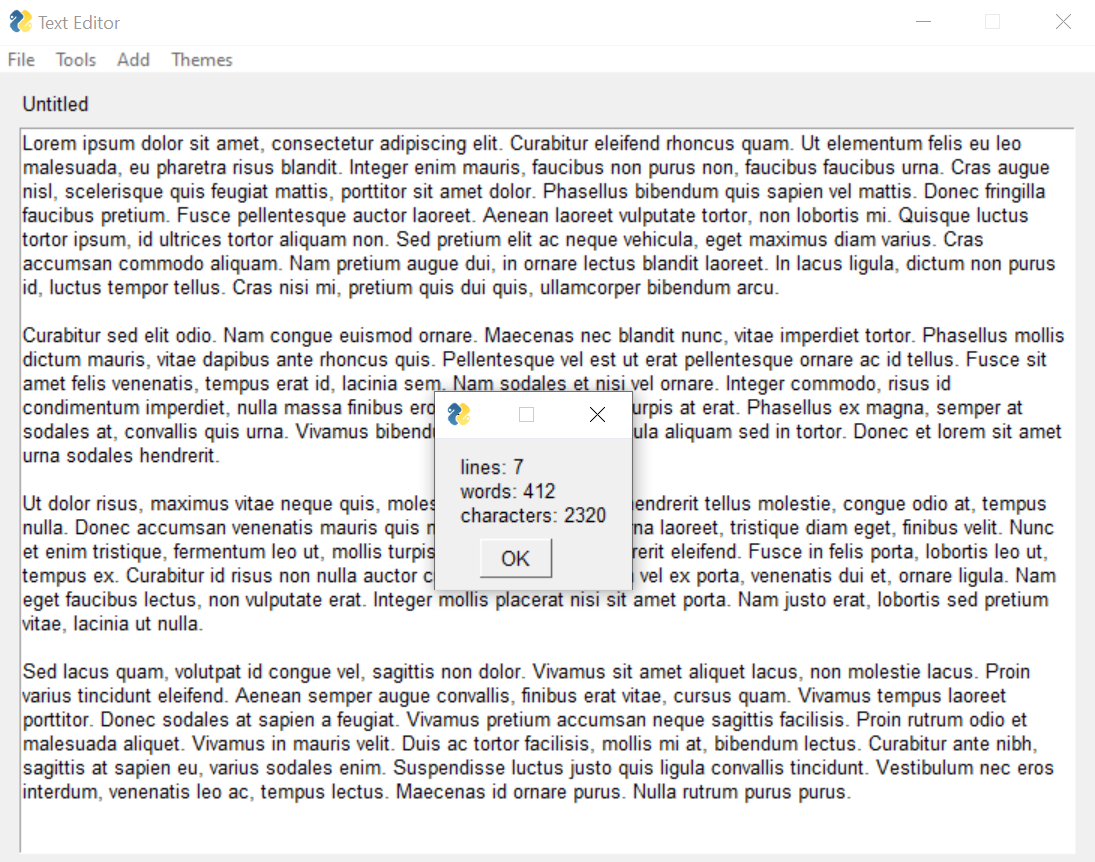 Text Editor
File Tools Add Themes
Untitled
Lorem ipsum dolor sit amet, consectetur adipiscing elit. Curabitur eleifend rhoncus quam. Ut elementum felis eu leo
malesuada, eu pharetra risus blandit. Integer enim mauris, faucibus non purus non, faucibus faucibus urna. Cras augue
nisl, scelerisque quis feugiat mattis, porttitor sit amet dolor. Phasellus bibendum quis sapien vel mattis. Donec fringilla
faucibus pretium. Fusce pellentesque auctor laoreet. Aenean laoreet vulputate tortor, non lobortis mi. Quisque luctus
tortor ipsum, id ultrices tortor aliquam non. Sed pretium elit ac neque vehicula, eget maximus diam varius. Cras
accumsan commodo aliquam. Nam pretium augue dui, in ornare lectus blandit laoreet. In lacus ligula, dictum non purus
id, luctus tempor tellus. Cras nisi mi, pretium quis dui quis, ullamcorper bibendum arcu.
Curabitur sed elit odio. Nam congue euismod ornare. Maecenas nec blandit nunc, vitae imperdiet tortor. Phasellus mollis
dictum mauris, vitae dapibus ante rhoncus quis. Pellentesque vel est ut erat pellentesque ornare ac id tellus. Fusce sit
amet felis venenatis, tempus erat id, lacinia sem. Nam sodales et nisi vel ornare. Integer commodo, risus id
condimentum imperdiet, nulla massa finibus at erat. Phasellus ex magna, semper at
sodales at, convallis quis urna. Vivamus aliquam sed in tortor. Donec et lorem sit amet
urna sodales hendrerit.
Ut dolor risus, maximus vitae neque quis, tellus molestie, congue odio at, tempus
nulla. Donec accumsan venenatis mauris quis laoreet, tristique diam eget, finibus velit. Nunc
et enim tristique, fermentum leo ut, mollis turpis eleifend. Fusce in felis porta, lobortis leo ut,
tempus ex. Curabitur id risus non nulla auctor vel ex porta, venenatis dui et, ornare ligula. Nam
eget faucibus lectus, non vulputate erat. Integer mollis placerat nisi sit amet porta. Nam justo erat, lobortis sed pretium
vitae, lacinia ut nulla.
Sed lacus quam, volutpat id congue vel, sagittis non dolor. Vivamus sit amet aliquet lacus, non molestie lacus. Proin
varius tincidunt eleifend. Aenean semper augue convallis, finibus erat vitae, cursus quam. Vivamus tempus laoreet
porttitor. Donec sodales at sapien a feugiat. Vivamus pretium accumsan neque sagittis facilisis. Proin rutrum odio et
malesuada aliquet. Vivamus in mauris velit. Duis ac tortor facilisis, mollis mi at, bibendum lectus. Curabitur ante nibh,
sagittis at sapien eu, varius sodales enim. Suspendisse luctus justo quis ligula convallis tincidunt. Vestibulum nec eros
interdum, venenatis leo ac, tempus lectus. Maecenas id ornare purus. Nulla rutrum purus purus.
lines: 7
words: 412
characters: 2320
OK